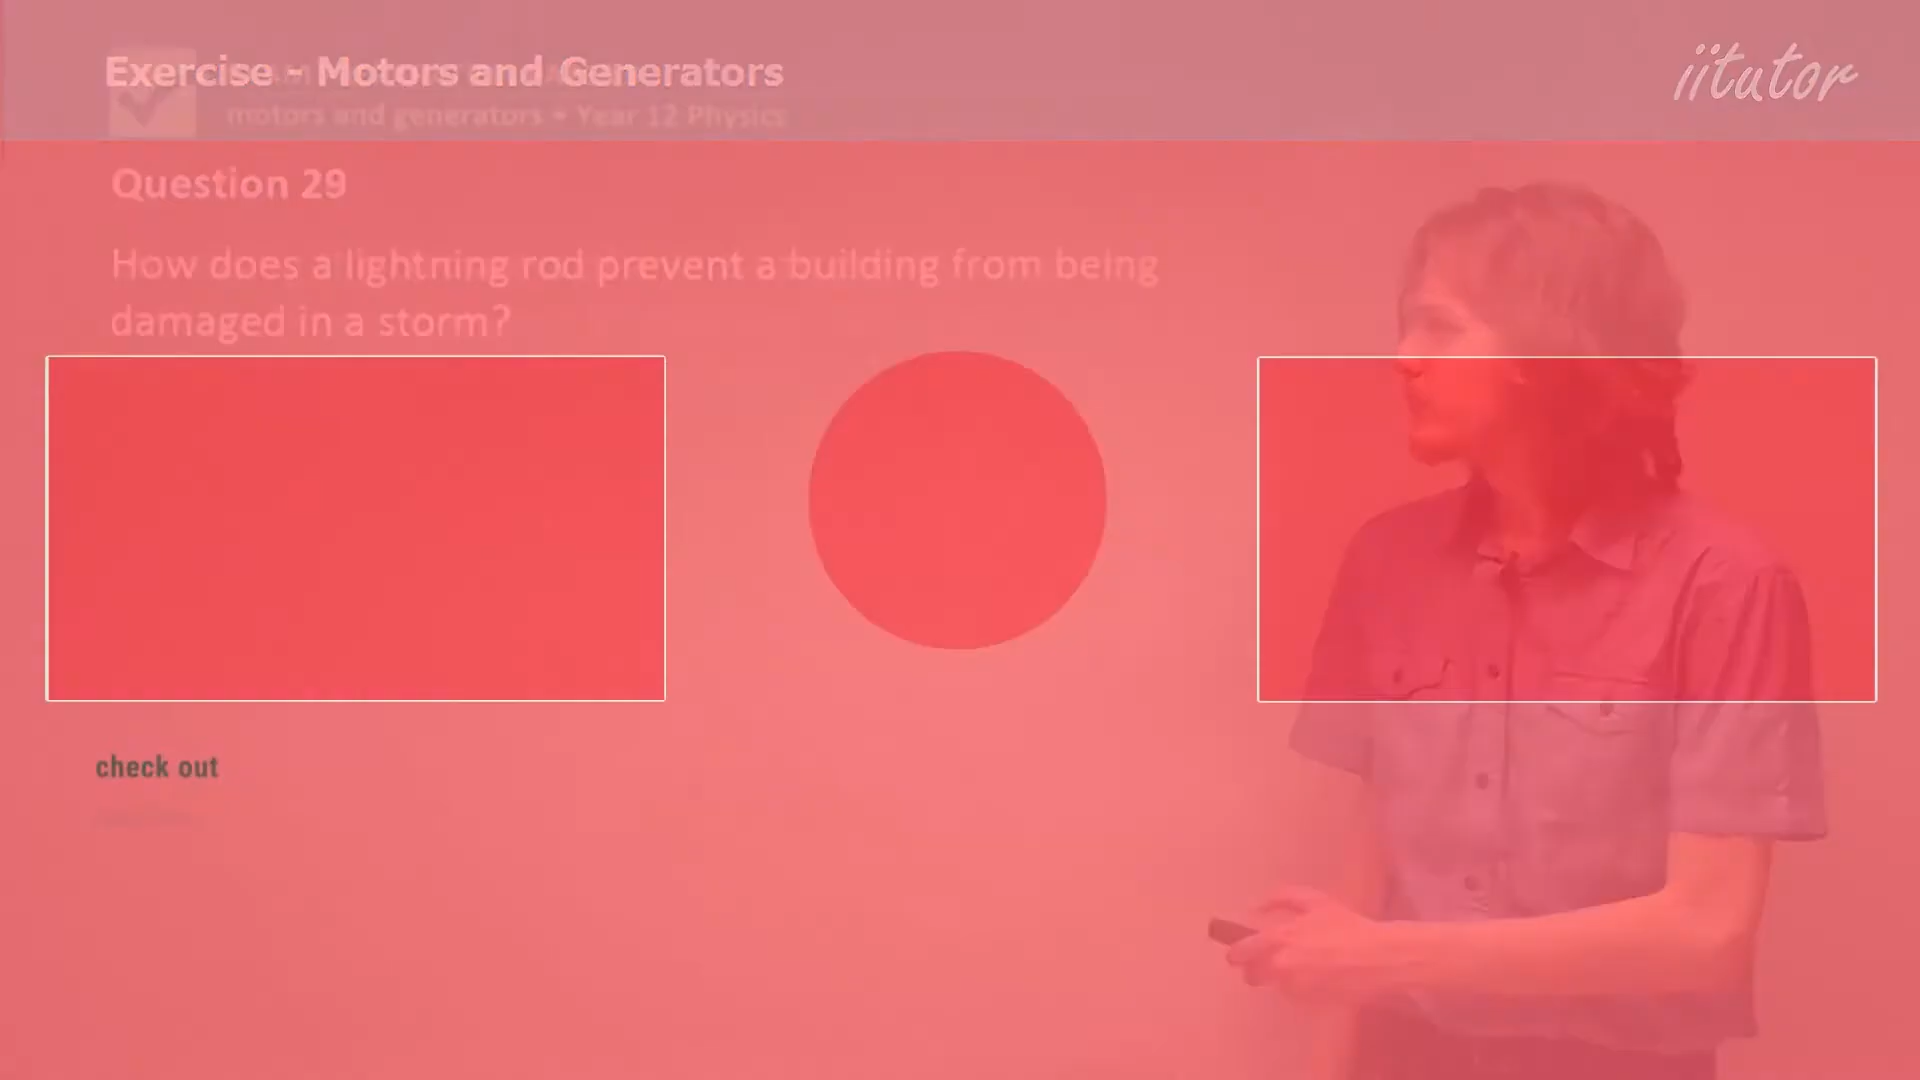 Exercise - Motors and Generators
iitutor
motors and generators • Year 12 Physics
Question 29
How does a lightning rod prevent a building from being
damaged in a storm?
check out